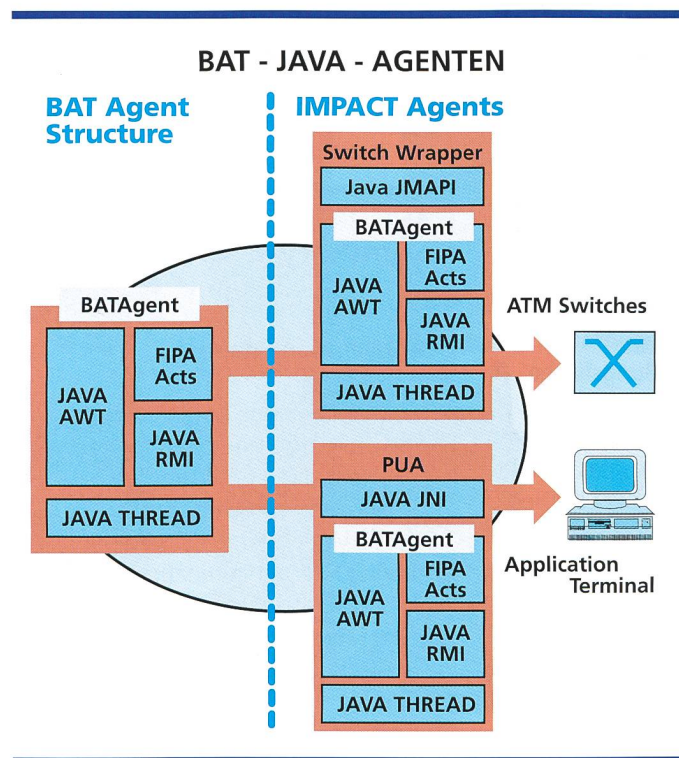 BAT - JAVA - AGENTEN
BAT Agent
Structure
IMPACT Agents
BATAgent
JAVA
AWT
FIPA
Acts
JAVA
RMI
JAVA THREAD
Switch Wrapper
Java JMAPI
BATAgent
JAVA
AWT
FIPA
Acts
JAVA
RMI
JAVA THREAD
ATM Switches
PUA
JAVA JNI
BATAgent
JAVA
AWT
FIPA
Acts
JAVA
RMI
JAVA THREAD
Application
Terminal